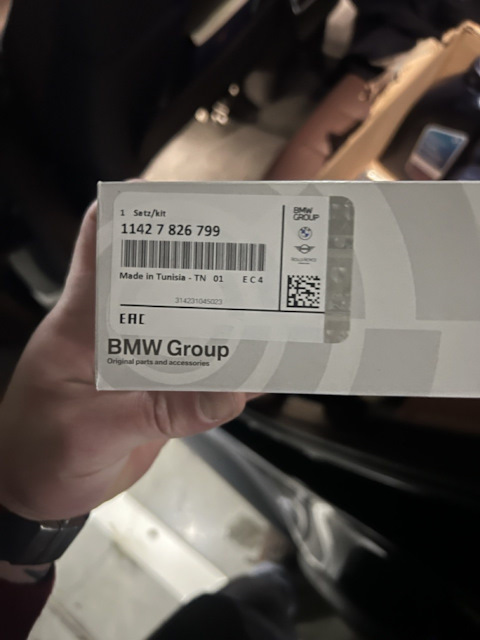 1 Satz/kit
1142 7 826 799
Made in Tunisia - TN 01 E C 4
314231045023
EAC
BMW Group
Original parts and accessories
BMW
GROUP